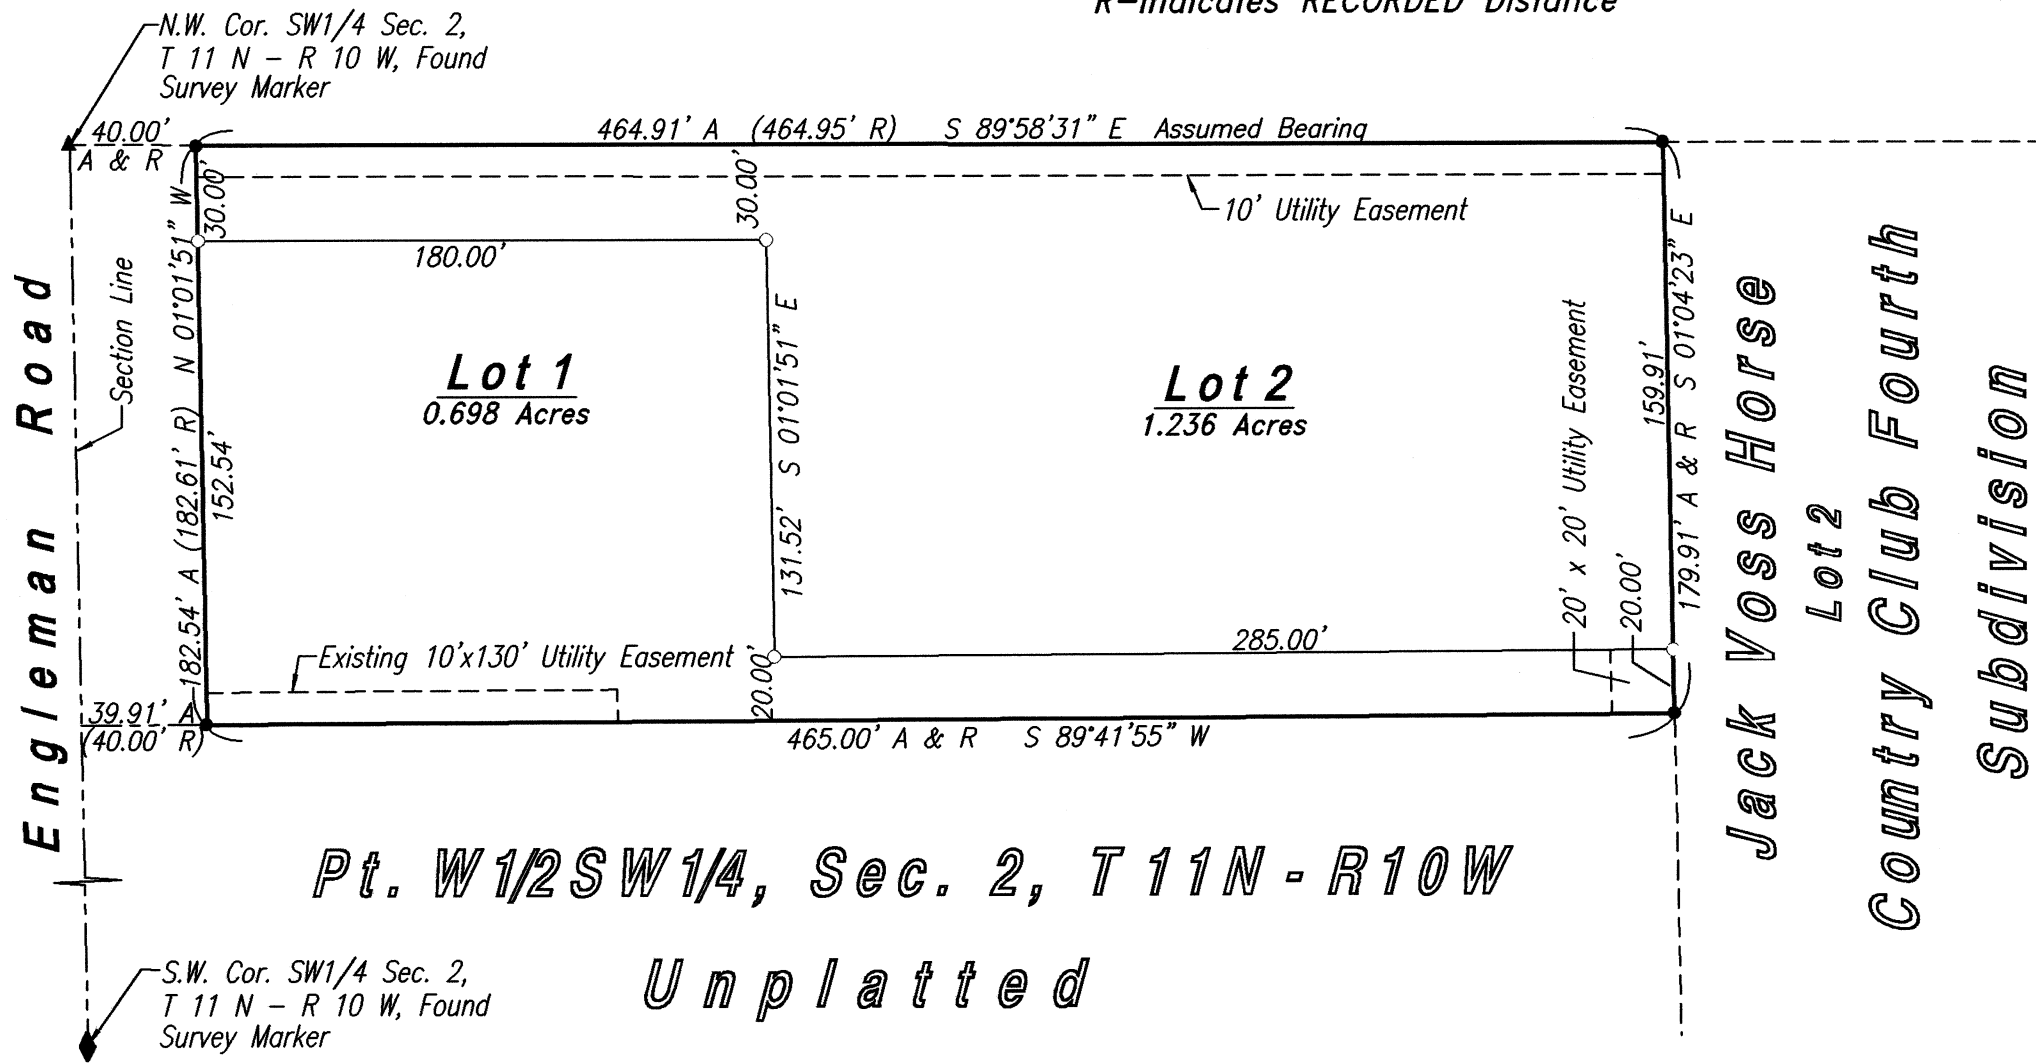 R-Indicates RECORDED Distance
N.W. Cor. SW1/4 Sec. 2,
T 11 N - R 10 W, Found
Survey Marker
40.00'
A & R
464.91' A (464.95' R) S 89°58'31" E Assumed Bearing
30.00'
30.00'
10' Utility Easement
180.00'
Engleman Road
Section Line
182.54' A (182.61' R) N 01°01'51" W
152.54'
Lot 1
0.698 Acres
131.52' S 01°01'51" E
Lot 2
1.236 Acres
20' x 20' Utility Easement
20.00'
159.91'
179.91' A & R S 01°04'23" E
Jack Voss Horse
Lot 2
Country Club Fourth
Subdivision
Existing 10'x130' Utility Easement
20.00'
285.00'
39.91' A
(40.00' R)
465.00' A & R S 89°41'55" W
Pt. W1/2SW1/4, Sec. 2, T11N-R10W
Unplatted
S.W. Cor. SW1/4 Sec. 2,
T 11 N - R 10 W, Found
Survey Marker